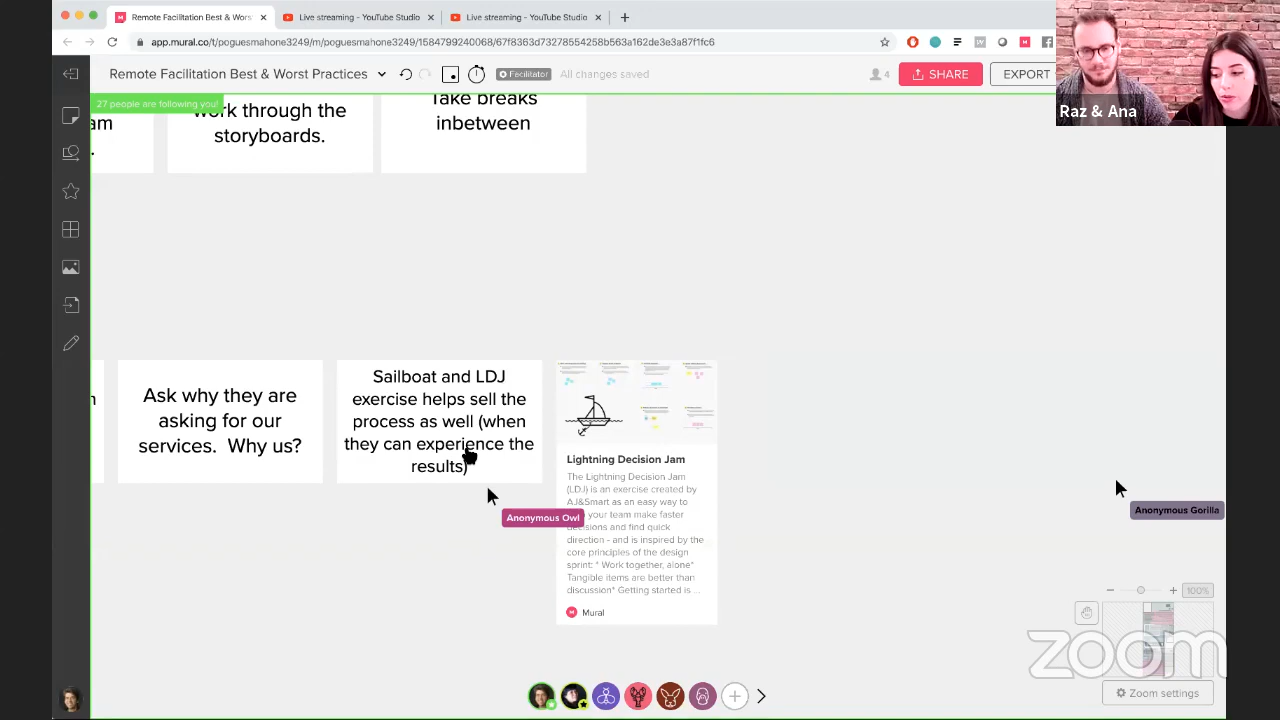 Remote Facilitation Best & Wors
Live streaming - YouTube Studio
Live streaming - YouTube Studio
app.mural.co/t/poguesmahone3249/m/poguesmahone3249/1584799240068/67f8363d73278554258b563a162de3e3a87f1fc6
Remote Facilitation Best & Worst Practices
Facilitator
All changes saved
4
SHARE
EXPORT
Raz & Ana
27 people are following you!
am
work through the
storyboards.
Take breaks
inbetween
Ask why they are
asking for our
services. Why us?
Sailboat and LDJ
exercise helps sell the
process as well (when
they can experience the
results)
Lightning Decision Jam
The Lightning Decision Jam
(LDJ) is an exercise created by
AJ&Smart as an easy way to
your team make faster
decisions and find quick
direction - and is inspired by the
core principles of the design
sprint: * Work together, alone*
Tangible items are better than
discussion* Getting started is ...
Mural
Anonymous Owl
Anonymous Gorilla
100%
zoom
Zoom settings